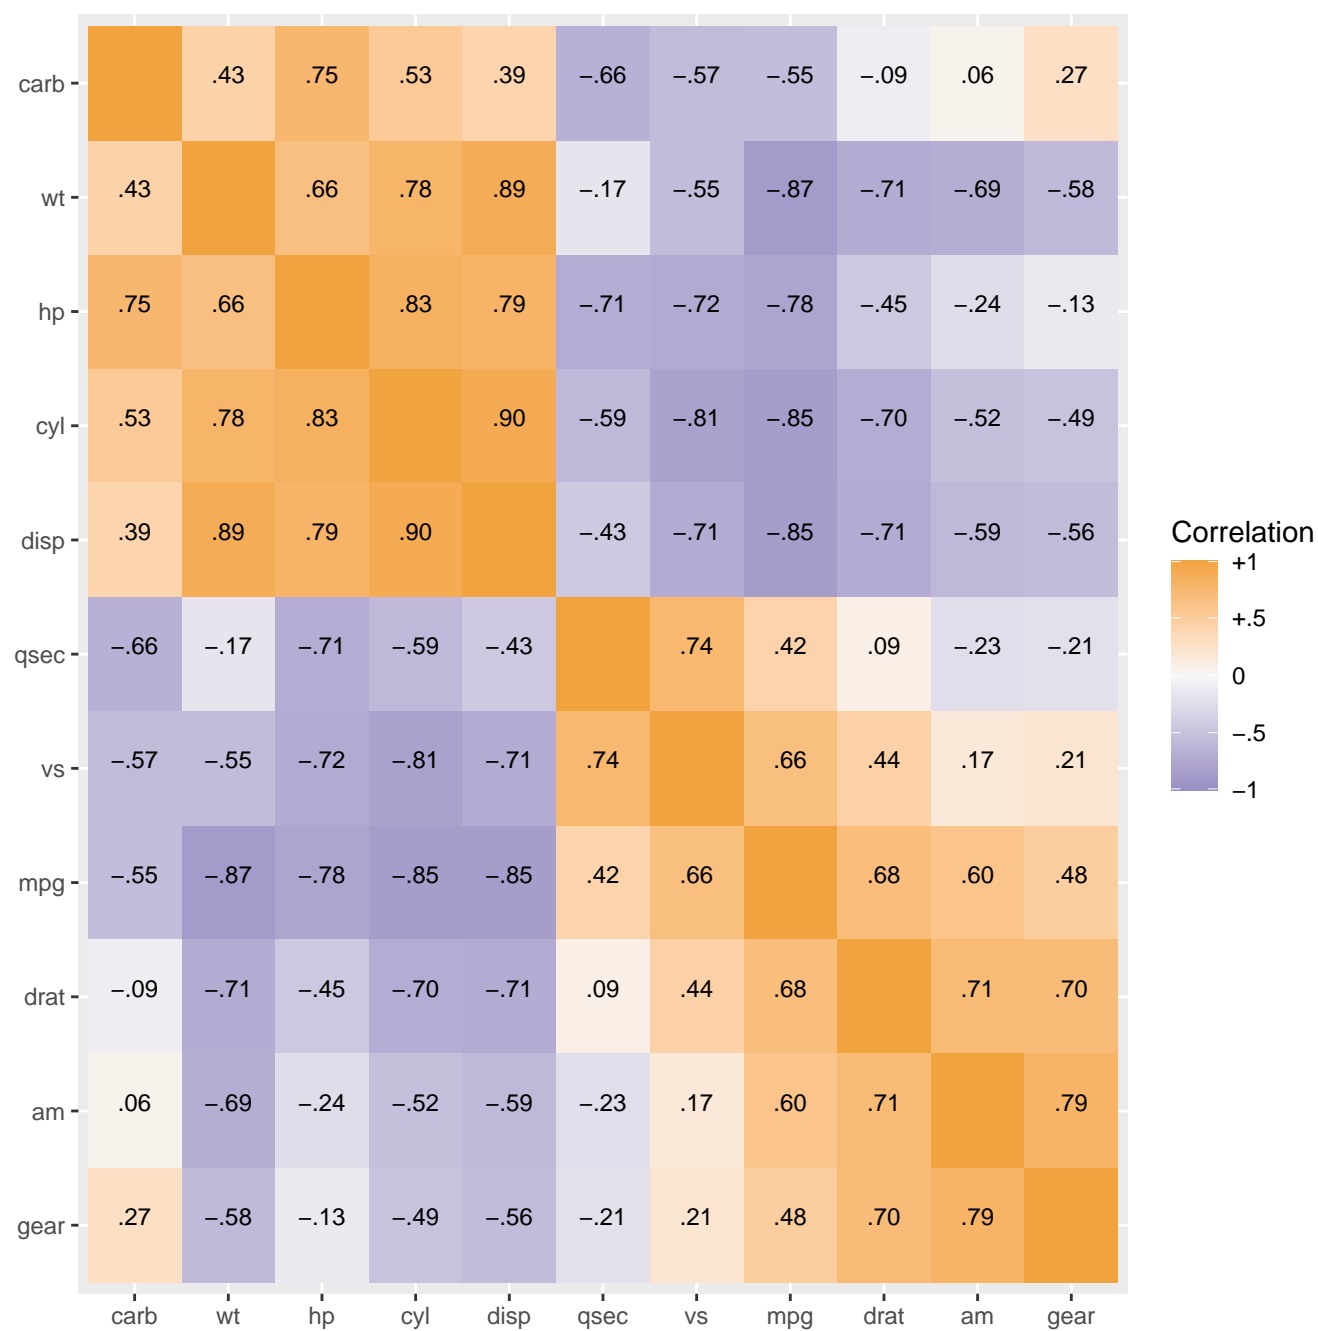 carb .43 .75 .53 .39 −.66 −.57 −.55 −.09 .06 .27
wt .43 .66 .78 .89 −.17 −.55 −.87 −.71 −.69 −.58
hp .75 .66 .83 .79 −.71 −.72 −.78 −.45 −.24 −.13
cyl .53 .78 .83 .90 −.59 −.81 −.85 −.70 −.52 −.49
disp .39 .89 .79 .90 −.43 −.71 −.85 −.71 −.59 −.56
qsec −.66 −.17 −.71 −.59 −.43 .74 .42 .09 −.23 −.21
vs −.57 −.55 −.72 −.81 −.71 .74 .66 .44 .17 .21
mpg −.55 −.87 −.78 −.85 −.85 .42 .66 .68 .60 .48
drat −.09 −.71 −.45 −.70 −.71 .09 .44 .68 .71 .70
am .06 −.69 −.24 −.52 −.59 −.23 .17 .60 .71 .79
gear .27 −.58 −.13 −.49 −.56 −.21 .21 .48 .70 .79
carb wt hp cyl disp qsec vs mpg drat am gear
Correlation
+1
+.5
0
−.5
−1